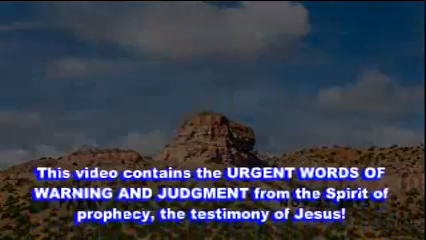 This video contains the URGENT WORDS OF
WARNING AND JUDGMENT from the Spirit of
prophecy, the testimony of Jesus!